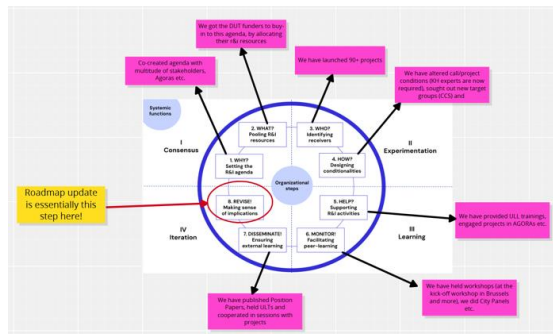 We got the DUT funders to buy-
in to this agenda, by allocating
their r&i resources
We have launched 90+ projects
Co-created agenda with
multitude of stakeholders,
Agoras etc.
We have altered call/project
conditions (KH experts are now
required), sought out new target
groups (CCS) and
Systemic
functions
I
Consensus
2. WHAT?
Pooling R&I
resources
3. WHO?
Identifying
receivers
II
Experimentation
1. WHY?
Setting the
R&I agenda
4. HOW?
Designing
conditionalities
Organizational
steps
Roadmap update
is essentially this
step here!
8. REVISE!
Making sense
of implications
5. HELP?
Supporting
R&I activities
IV
Iteration
7. DISSEMINATE!
Ensuring
external learning
6. MONITOR!
Facilitating
peer-learning
III
Learning
We have provided ULL trainings,
engaged projects in AGORAs etc.
We have published Position
Papers, held ULTs and
cooperated in sessions with
projects
We have held workshops (at the
kick-off workshop in Brussels
and more), we did City Panels
etc.